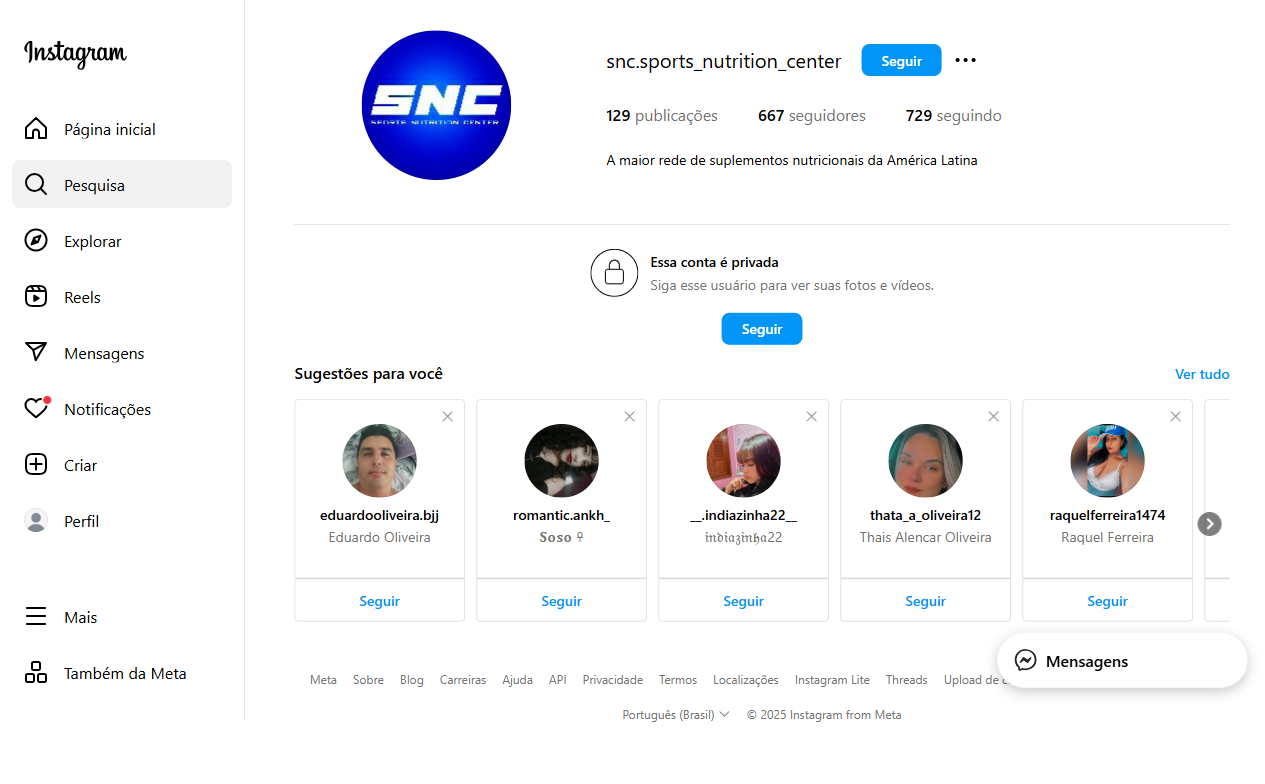 Instagram
Página inicial
Pesquisa
Explorar
Reels
Mensagens
Notificações
Criar
Perfil
Mais
Também da Meta
SNC
SPORTS NUTRITION CENTER
snc.sports_nutrition_center
Seguir
129 publicações
667 seguidores
729 seguindo
A maior rede de suplementos nutricionais da América Latina
Essa conta é privada
Siga esse usuário para ver suas fotos e vídeos.
Seguir
Sugestões para você
Ver tudo
eduardooliveira.bjj
Eduardo Oliveira
Seguir
romantic.ankh_
𝕾𝖔𝖘𝖔 ♀
Seguir
__.indiazinha22__
𝔦𝔫𝔡𝔦𝔞𝔷𝔦𝔫𝔥𝔞22
Seguir
thata_a_oliveira12
Thais Alencar Oliveira
Seguir
raquelferreira1474
Raquel Ferreira
Seguir
Mensagens
Meta Sobre Blog Carreiras Ajuda API Privacidade Termos Localizações Instagram Lite Threads Upload de
Português (Brasil) © 2025 Instagram from Meta